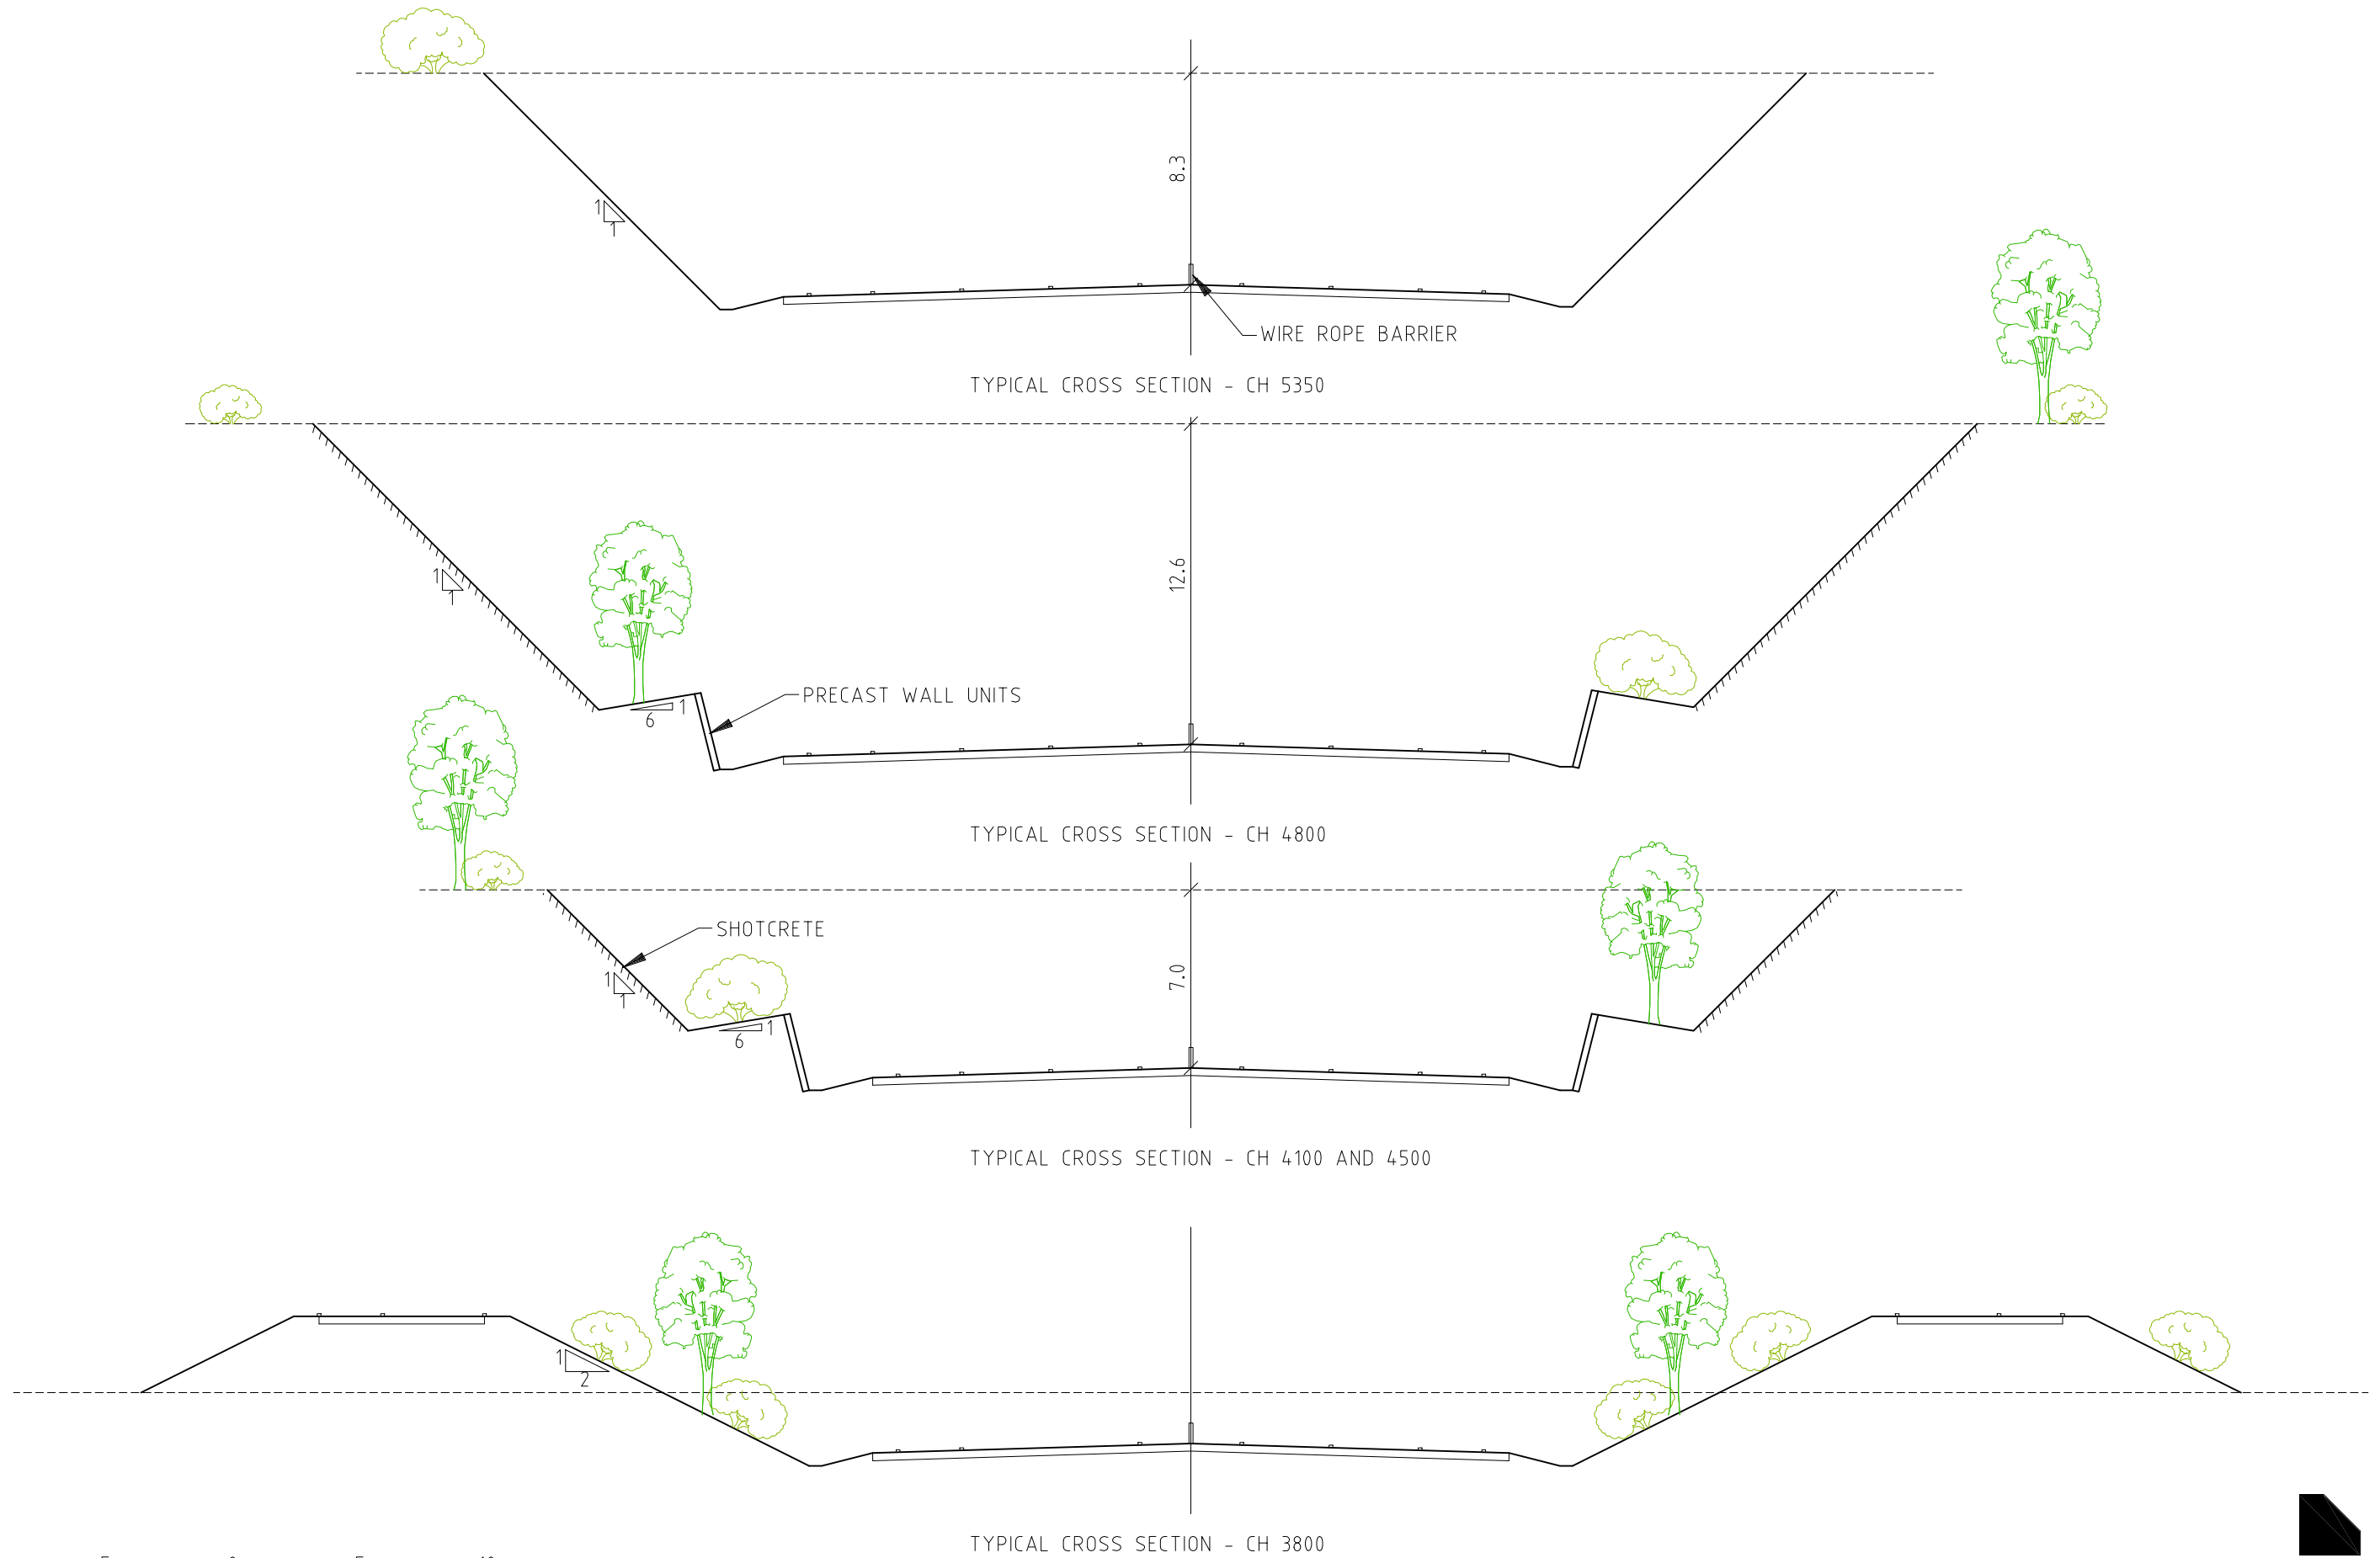 8.3
1
1
WIRE ROPE BARRIER
TYPICAL CROSS SECTION - CH 5350
12.6
1
1
PRECAST WALL UNITS
1
6
TYPICAL CROSS SECTION - CH 4800
SHOTCRETE
7.0
1
1
1
6
TYPICAL CROSS SECTION - CH 4100 AND 4500
1
2
TYPICAL CROSS SECTION - CH 3800